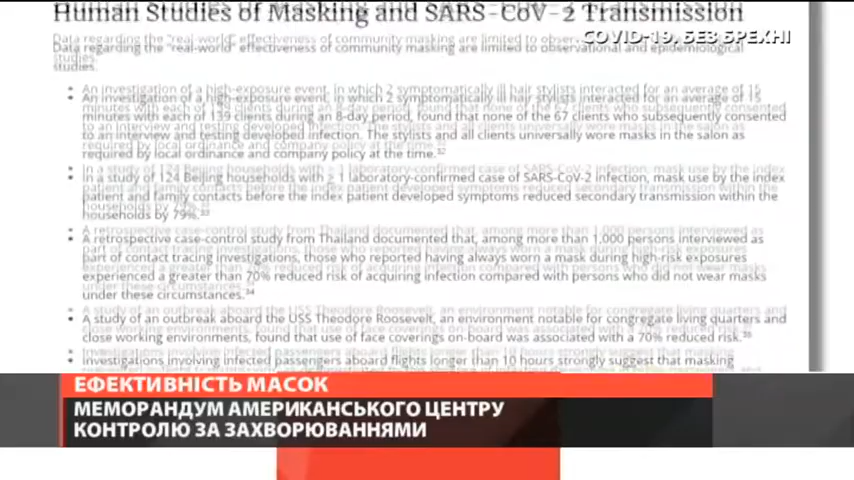 Human Studies of Masking and SARS-CoV-2 Transmission
COVID-19, БЕЗ БРЕХНІ
Data regarding the "real-world" effectiveness of community masking are limited to observational and epidemiological
studies.
• An investigation of a high-exposure event, in which 2 symptomatically ill hair stylists interacted for an average of 15
minutes with each of 139 clients during an 8-day period, found that none of the 67 clients who subsequently consented
to an interview and testing developed infection. The stylists and all clients universally wore masks in the salon as
required by local ordinance and company policy at the time.32
• In a study of 124 Beijing households with ≥ 1 laboratory-confirmed case of SARS-CoV-2 infection, mask use by the index
patient and family contacts before the index patient developed symptoms reduced secondary transmission within the
households by 79%.33
• A retrospective case-control study from Thailand documented that, among more than 1,000 persons interviewed as
part of contact tracing investigations, those who reported having always worn a mask during high-risk exposures
experienced a greater than 70% reduced risk of acquiring infection compared with persons who did not wear masks
under these circumstances.34
• A study of an outbreak aboard the USS Theodore Roosevelt, an environment notable for congregate living quarters and
close working environments, found that use of face coverings on-board was associated with a 70% reduced risk.35
• Investigations involving infected passengers aboard flights longer than 10 hours strongly suggest that masking
ЕФЕКТИВНІСТЬ МАСОК
МЕМОРАНДУМ АМЕРИКАНСЬКОГО ЦЕНТРУ
КОНТРОЛЮ ЗА ЗАХВОРЮВАННЯМИ